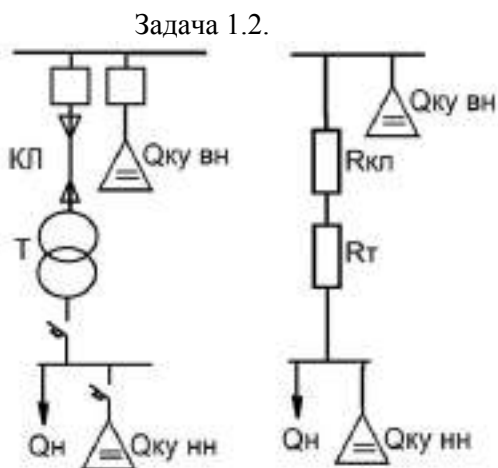 Задача 1.2.
Qку вн
КЛ
Т
Qн
Qку нн
Qку вн
Rкл
Rт
Qн
Qку нн